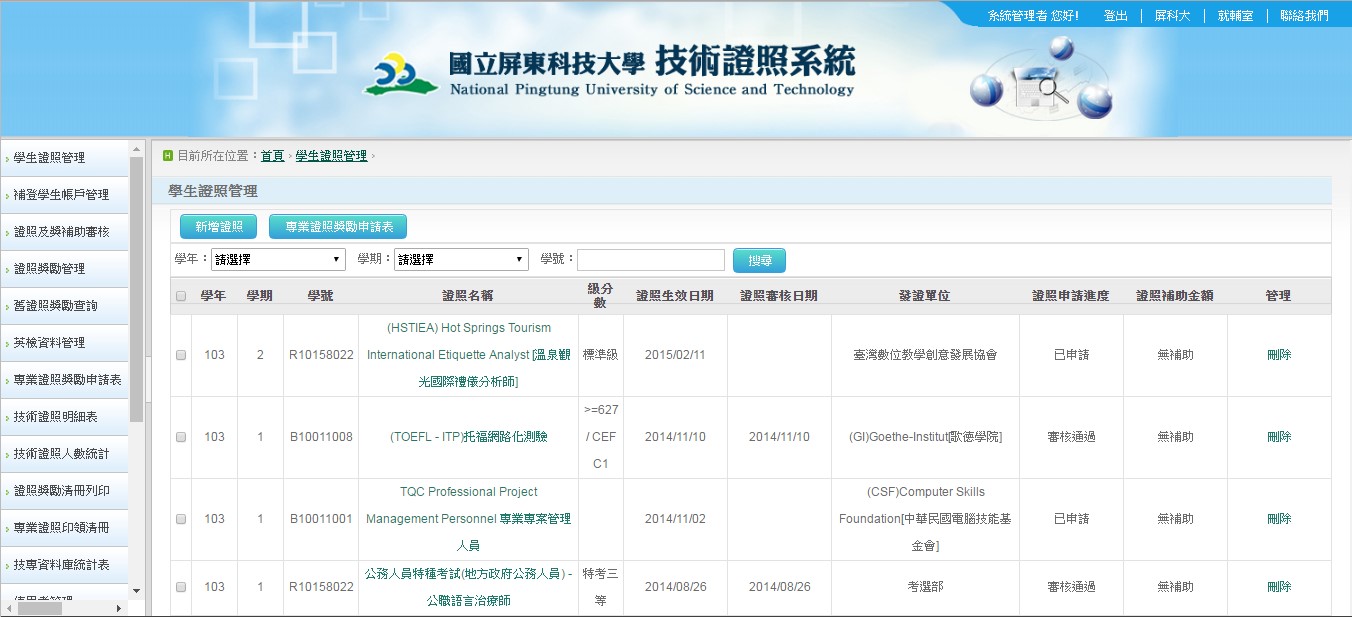 系統管理者 您好! 登出 | 屏科大 | 就輔室 | 聯絡我們
國立屏東科技大學 技術證照系統
National Pingtung University of Science and Technology
學生證照管理
補登學生帳戶管理
證照及獎補助審核
證照獎勵管理
舊證照獎勵查詢
英檢資料管理
專業證照獎勵申請表
技術證照明細表
技術證照人數統計
證照獎勵清冊列印
專業證照印領清冊
技專資料庫統計表
H 目前所在位置：首頁 › 學生證照管理 ›
學生證照管理
新增證照 專業證照獎勵申請表
學年： 請選擇 學期： 請選擇 學號： 搜尋
學年 學期 學號 證照名稱 級分數 證照生效日期 證照審核日期 發證單位 證照申請進度 證照補助金額 管理
103 2 R10158022
(HSTIEA) Hot Springs Tourism
International Etiquette Analyst [溫泉觀
光國際禮儀分析師]
標準級 2015/02/11 臺灣數位教學創意發展協會 已申請 無補助 刪除
103 1 B10011008 (TOEFL - ITP)托福網路化測驗
>=627
/ CEF
C1
2014/11/10 2014/11/10 (GI)Goethe-Institut[歌德學院] 審核通過 無補助 刪除
103 1 B10011001
TQC Professional Project
Management Personnel 專業專案管理
人員
2014/11/02
(CSF)Computer Skills
Foundation[中華民國電腦技能基
金會]
已申請 無補助 刪除
103 1 R10158022
公務人員特種考試(地方政府公務人員) -
公職語言治療師
特考三
等
2014/08/26 2014/08/26 考選部 審核通過 無補助 刪除